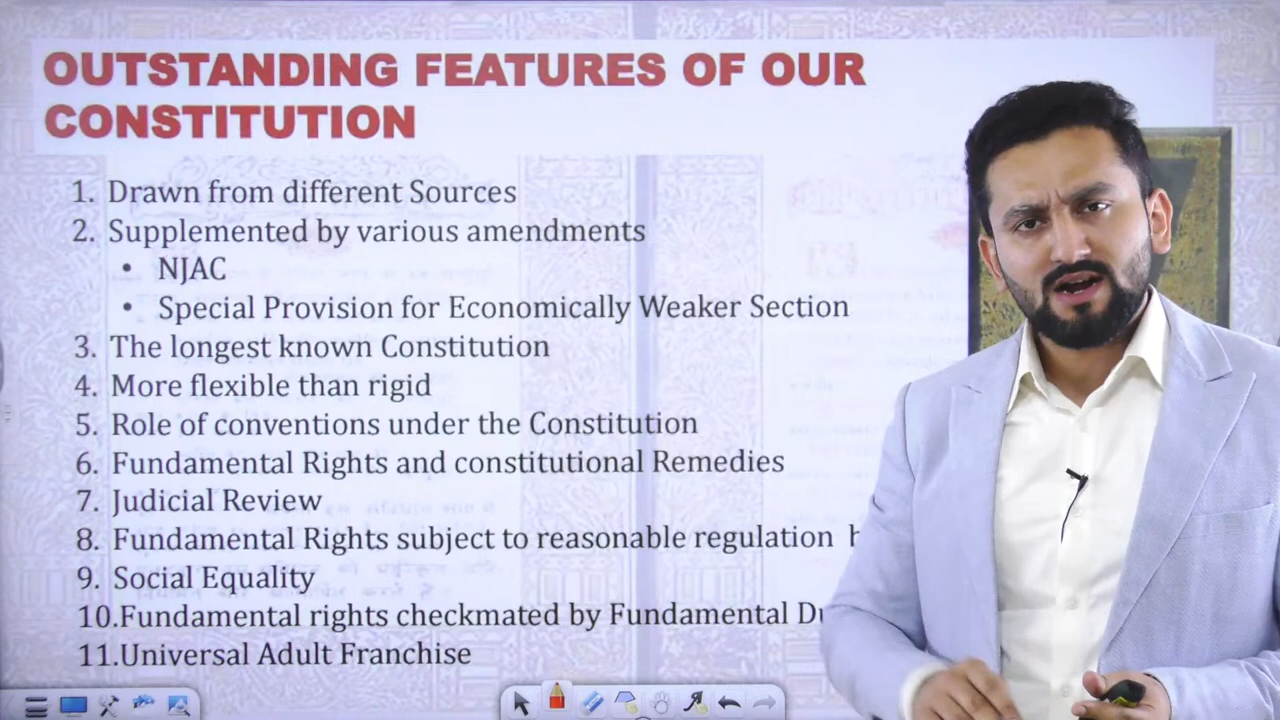 OUTSTANDING FEATURES OF OUR
CONSTITUTION
1. Drawn from different Sources
2. Supplemented by various amendments
• NJAC
• Special Provision for Economically Weaker Section
3. The longest known Constitution
4. More flexible than rigid
5. Role of conventions under the Constitution
6. Fundamental Rights and constitutional Remedies
7. Judicial Review
8. Fundamental Rights subject to reasonable regulation
9. Social Equality
10.Fundamental rights checkmated by Fundamental
11.Universal Adult Franchise